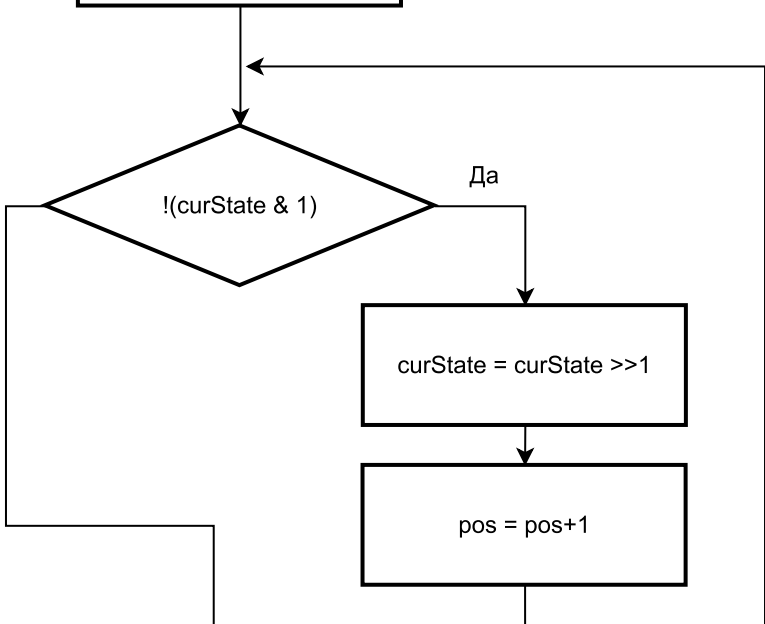 Да
!(curState & 1)
curState = curState >>1
pos = pos+1